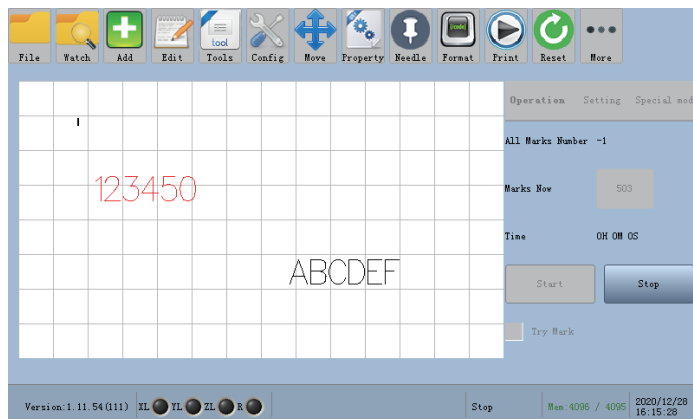 File Watch Add Edit tool Tools Config Move Property Needle Format Print Reset More
Operation Setting Special mod
All Marks Number -1
123450
Marks Now 503
Time 0H 0M 0S
ABCDEF
Start Stop
Try Mark
Version:1.11.54(111) XL YL ZL R Stop Mem:4096 / 4095 2020/12/28
16:15:28